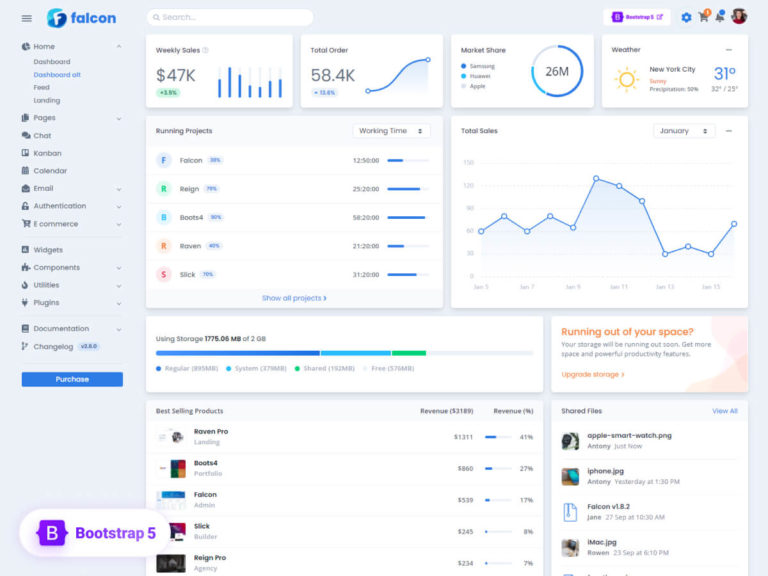 falcon
Search...
Bootstrap 5
Home
Dashboard
Dashboard alt
Feed
Landing
Pages
Chat
Kanban
Calendar
Email
Authentication
E commerce
Widgets
Components
Utilities
Plugins
Documentation
Changelog v2.8.0
Purchase
B Bootstrap 5
Weekly Sales
$47K
+3.5%
Total Order
58.4K
+ 13.6%
Market Share
Samsung
Huawei
Apple
26M
Weather
New York City
Sunny
Precipitation: 50%
31°
32° / 25°
Running Projects
Working Time
F Falcon 38% 12:50:00
R Reign 79% 25:20:00
B Boots4 90% 58:20:00
R Raven 40% 21:20:00
S Slick 70% 31:20:00
Show all projects
Total Sales
January
150
120
90
60
30
0
Jan 5 Jan 7 Jan 9 Jan 11 Jan 13 Jan 15
Using Storage 1775.06 MB of 2 GB
Regular (895MB) System (379MB) Shared (192MB) Free (576MB)
Running out of your space?
Your storage will be running out soon. Get more
space and powerful productivity features.
Upgrade storage
Best Selling Products Revenue ($3189) Revenue (%)
Raven Pro
Landing
$1311 41%
Boots4
Portfolio
$860 27%
Falcon
Admin
$539 17%
Slick
Builder
$245 8%
Reign Pro
Agency
$234 7%
Shared Files View All
apple-smart-watch.png
Antony Just Now
iphone.jpg
Antony Yesterday at 1:30 PM
Falcon v1.8.2
Jane 27 Sep at 10:30 AM
iMac.jpg
Rowen 23 Sep at 6:10 PM